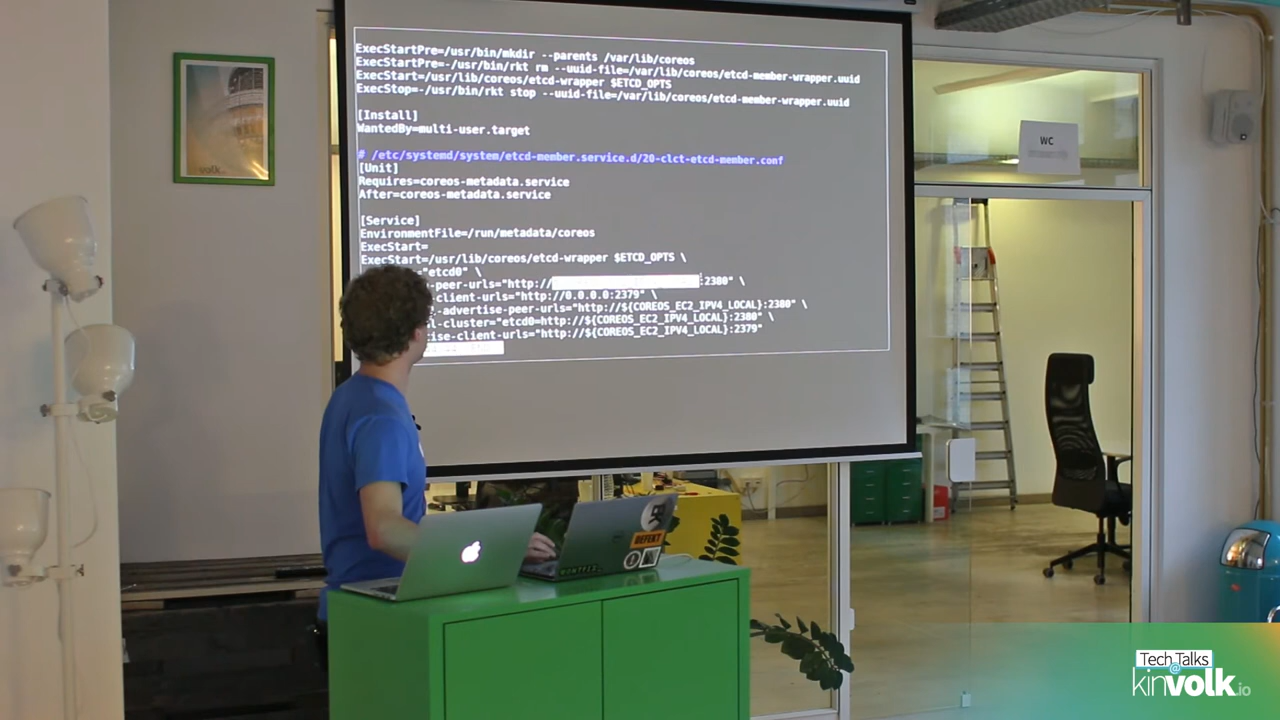 ExecStartPre=/usr/bin/mkdir --parents /var/lib/coreos
ExecStartPre=-/usr/bin/rkt rm --uuid-file=/var/lib/coreos/etcd-member-wrapper.uuid
ExecStart=/usr/lib/coreos/etcd-wrapper $ETCD_OPTS
ExecStop=-/usr/bin/rkt stop --uuid-file=/var/lib/coreos/etcd-member-wrapper.uuid
[Install]
WantedBy=multi-user.target
# /etc/systemd/system/etcd-member.service.d/20-clct-etcd-member.conf
[Unit]
Requires=coreos-metadata.service
After=coreos-metadata.service
[Service]
EnvironmentFile=/run/metadata/coreos
ExecStart=
ExecStart=/usr/lib/coreos/etcd-wrapper $ETCD_OPTS \
"etcd0" \
-peer-urls="http:// :2380" \
-client-urls="http://0.0.0.0:2379" \
-advertise-peer-urls="http://${COREOS_EC2_IPV4_LOCAL}:2380" \
l-cluster="etcd0=http://${COREOS_EC2_IPV4_LOCAL}:2380" \
ise-client-urls="http://${COREOS_EC2_IPV4_LOCAL}:2379"
WC
volk
DEFEKT
Tech Talks
@
kinvolk.io